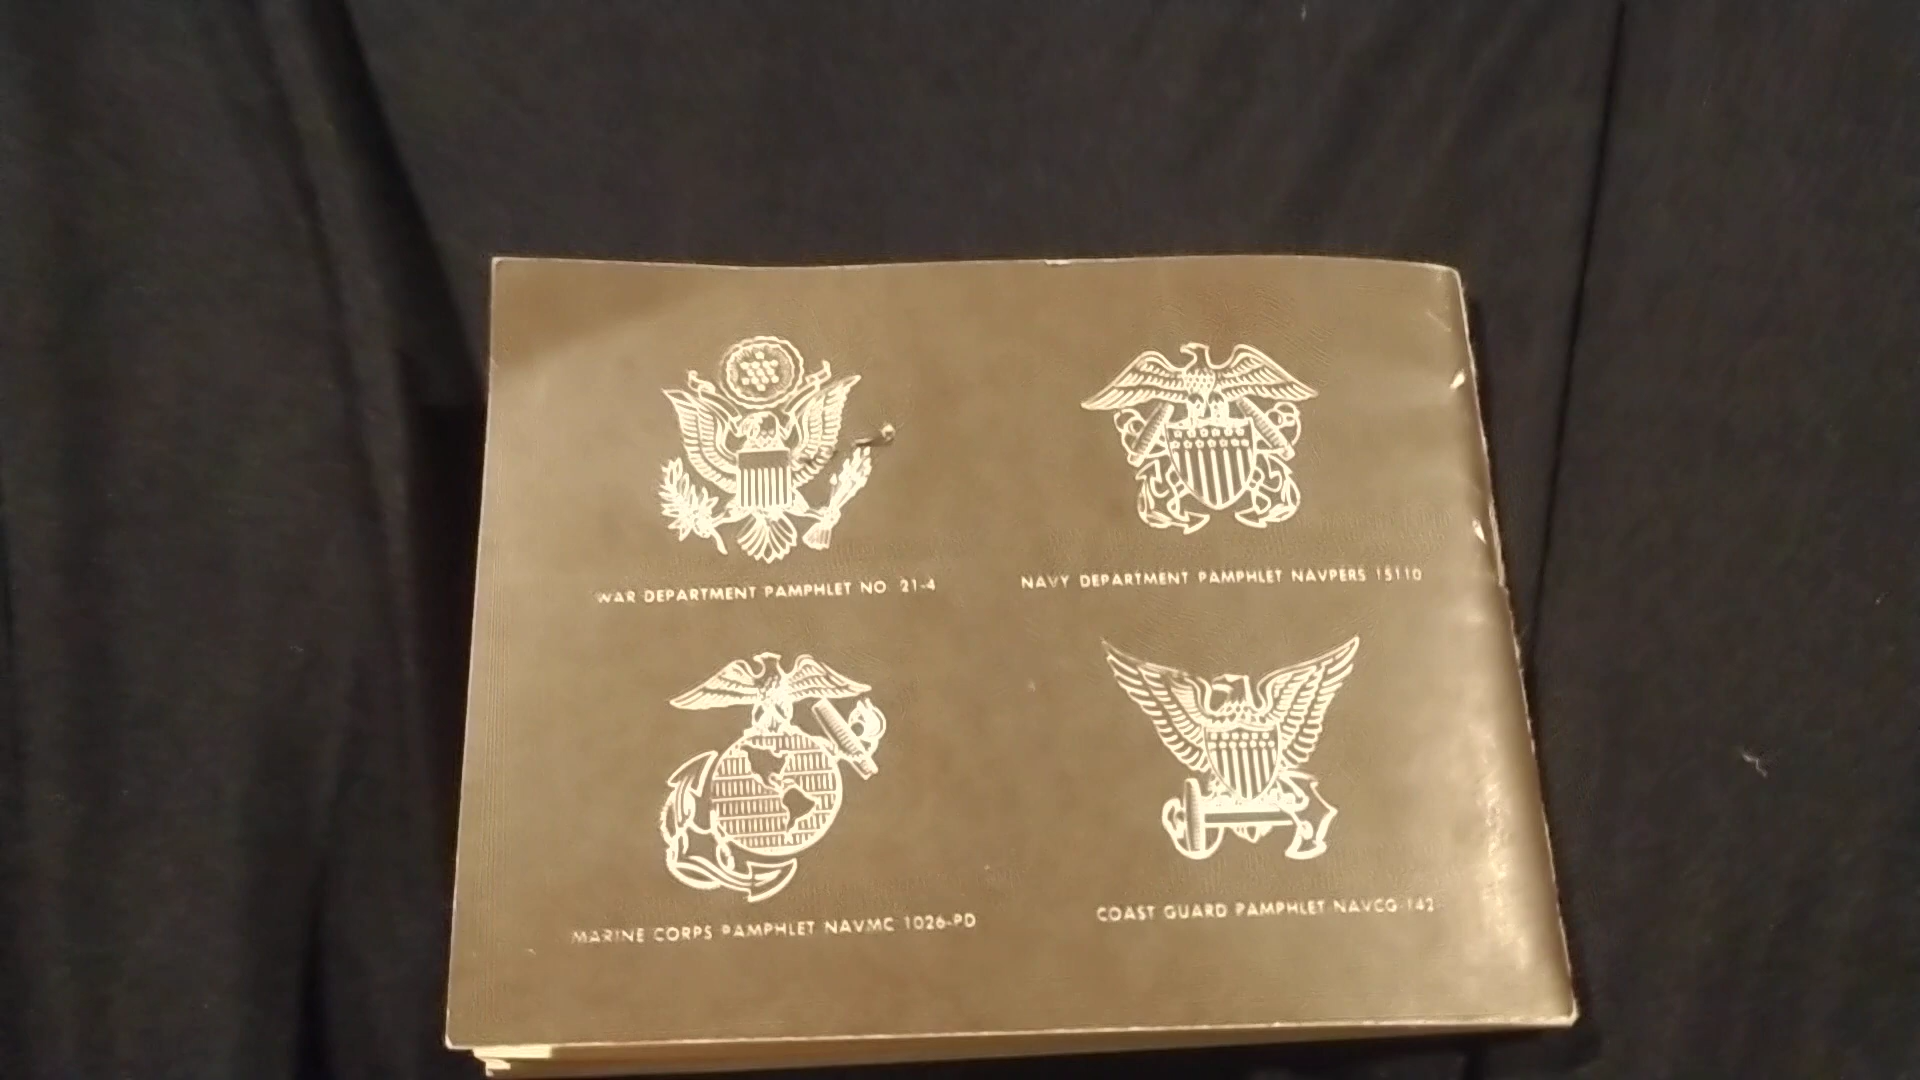 WAR DEPARTMENT PAMPHLET NO 21-4
NAVY DEPARTMENT PAMPHLET NAVPERS 15110
MARINE CORPS PAMPHLET NAVMC 1026-PD
COAST GUARD PAMPHLET NAVCG-142